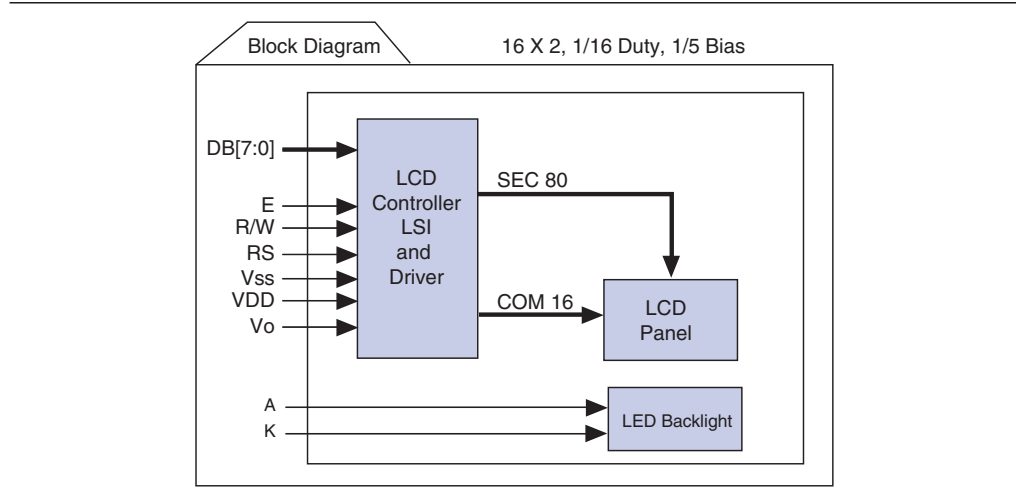 Block Diagram
16 X 2, 1/16 Duty, 1/5 Bias
DB[7:0]
E
R/W
RS
Vss
VDD
Vo
LCD
Controller
LSI
and
Driver
SEC 80
COM 16
LCD
Panel
A
K
LED Backlight